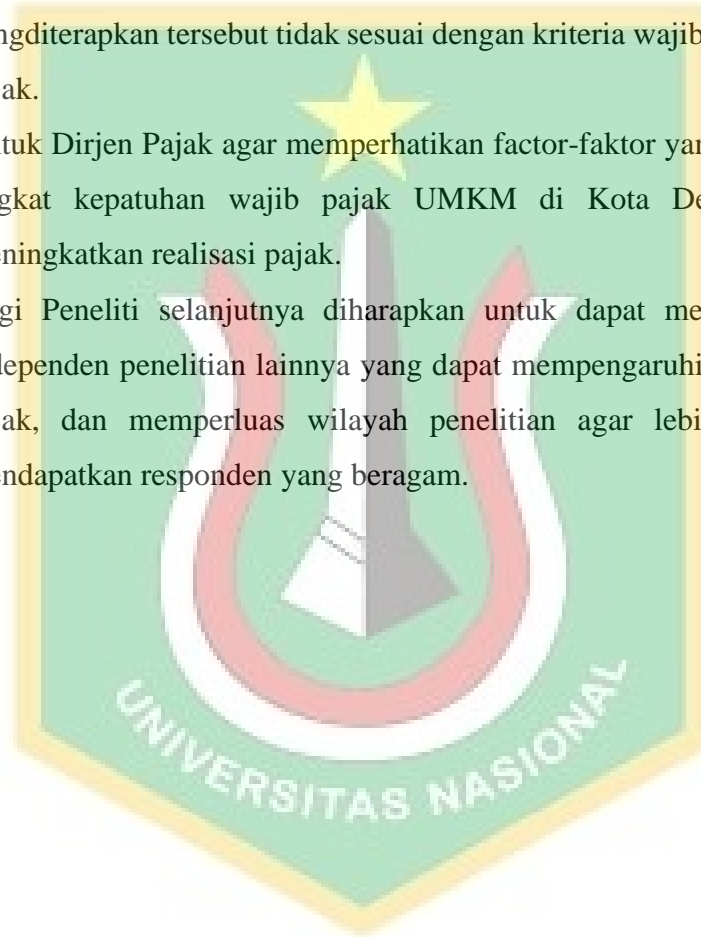 ngditerapkan tersebut tidak sesuai dengan kriteria wajib
ak.
tuk Dirjen Pajak agar memperhatikan factor-faktor yan
gkat kepatuhan wajib pajak UMKM di Kota De
eningkatkan realisasi pajak.
gi Peneliti selanjutnya diharapkan untuk dapat me
dependen penelitian lainnya yang dapat mempengaruhi
ak, dan memperluas wilayah penelitian agar lebi
endapatkan responden yang beragam.
UNIVERSITAS NASIONAL